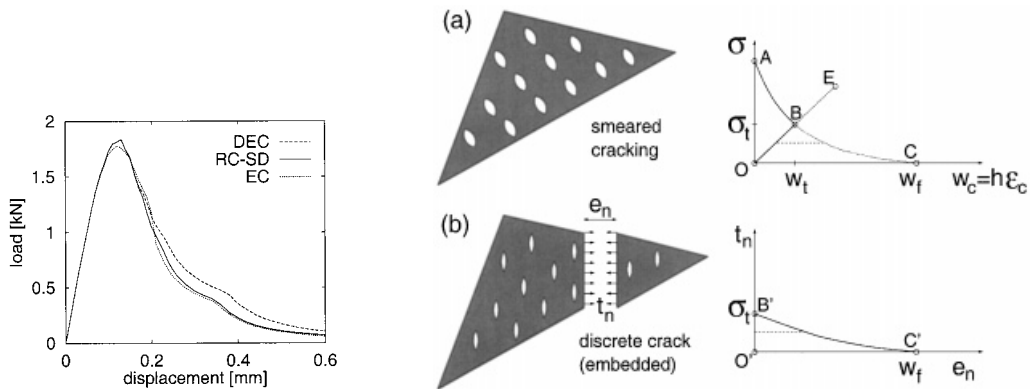 2
1.5
1
0.5
0
load [kN]
DEC
RC-SD
EC
0 0.2 0.4 0.6
displacement [mm]
(a)
smeared
cracking
σ
A
E
B
σt
O
C
wt
wf
wc=hεc
(b)
en
tn
discrete crack
(embedded)
tn
σt
B'
O'
C'
wf
en